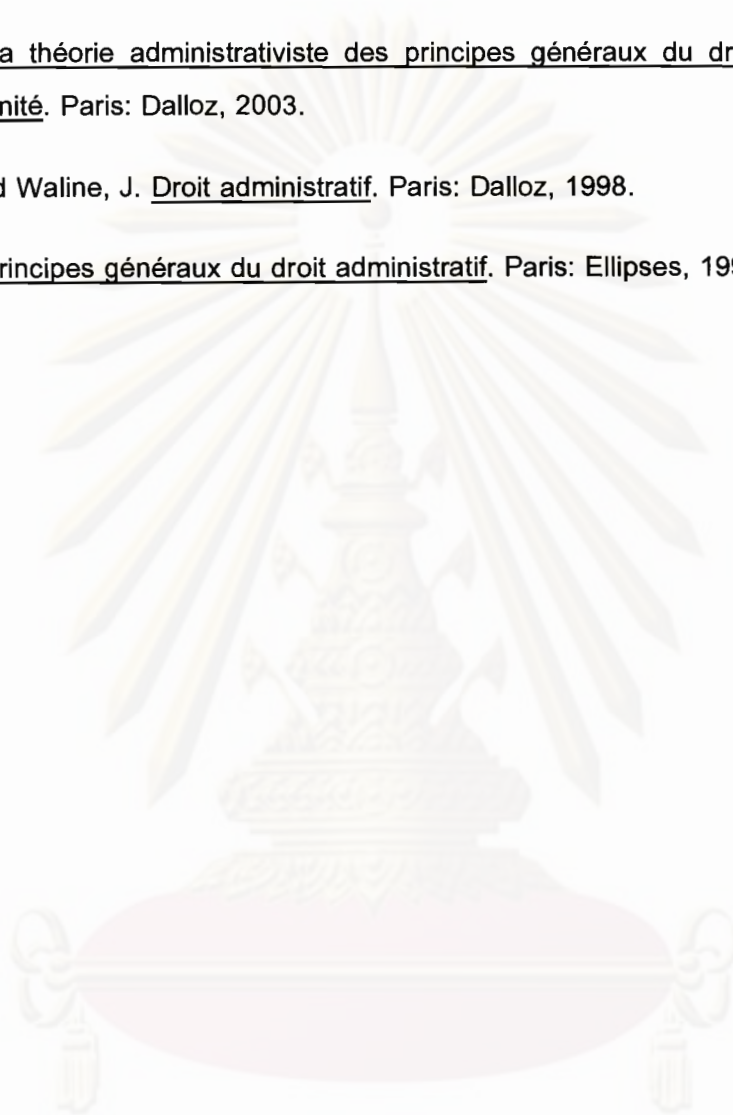 a théorie administrativiste des principes généraux du dr
nité. Paris: Dalloz, 2003.
d Waline, J. Droit administratif. Paris: Dalloz, 1998.
rincipes généraux du droit administratif. Paris: Ellipses, 19